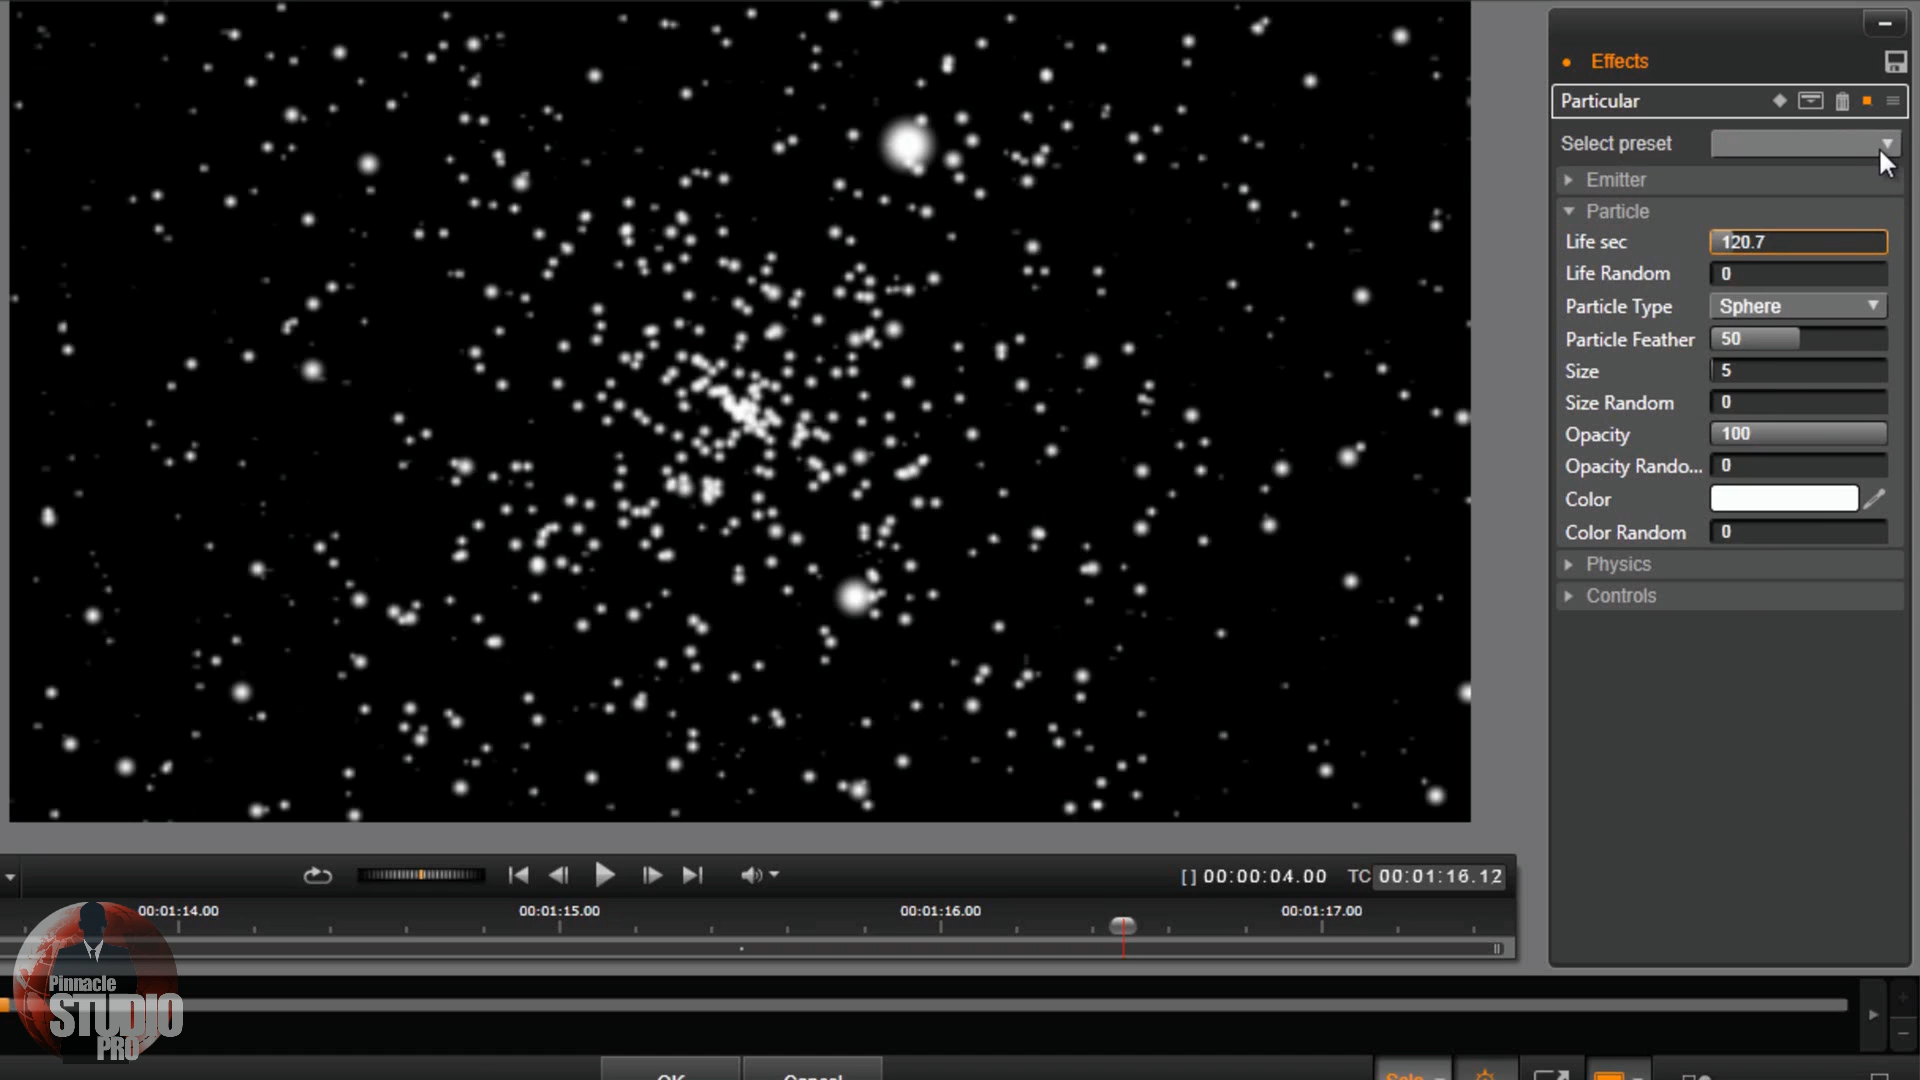 Effects
Particular
Select preset
Emitter
Particle
Life sec 120.7
Life Random 0
Particle Type Sphere
Particle Feather 50
Size 5
Size Random 0
Opacity 100
Opacity Rando... 0
Color
Color Random 0
Physics
Controls
[] 00:00:04.00 TC 00:01:16.12
00:01:14.00 00:01:15.00 00:01:16.00 00:01:17.00
Pinnacle
STUDIO
PRO
OK Cancel Solo